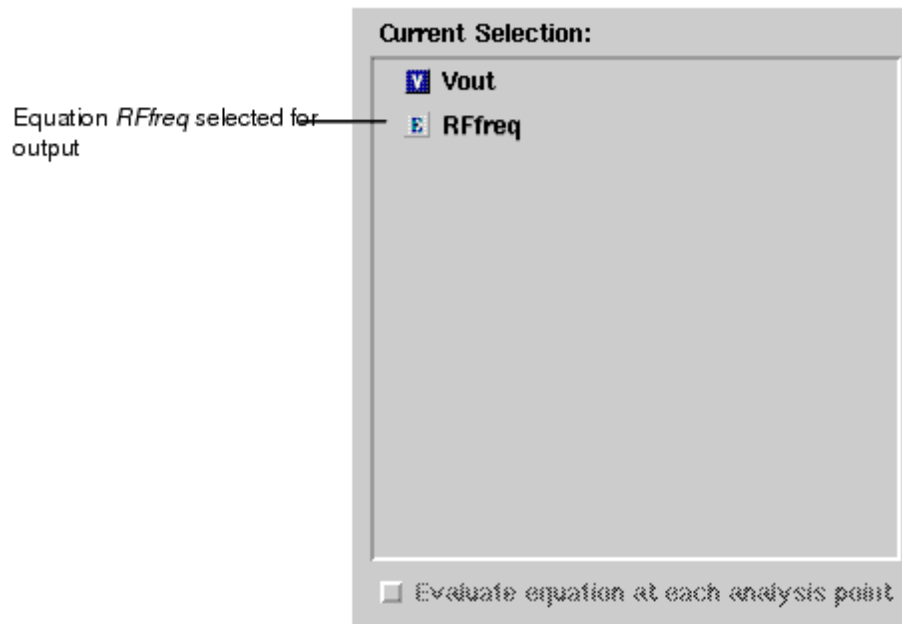 Current Selection:
V Vout
Equation RFfreq selected for
output
E RFfreq
Evaluate equation at each analysis point